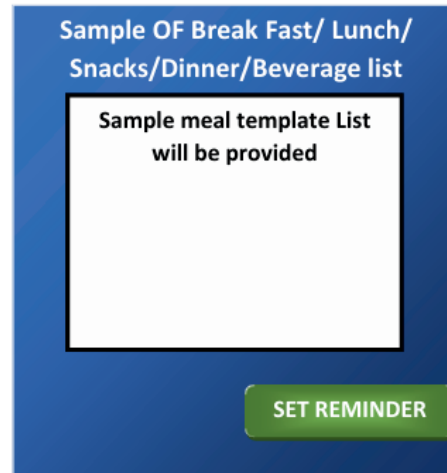 Sample OF Break Fast/ Lunch/
Snacks/Dinner/Beverage list
Sample meal template List
will be provided
SET REMINDER